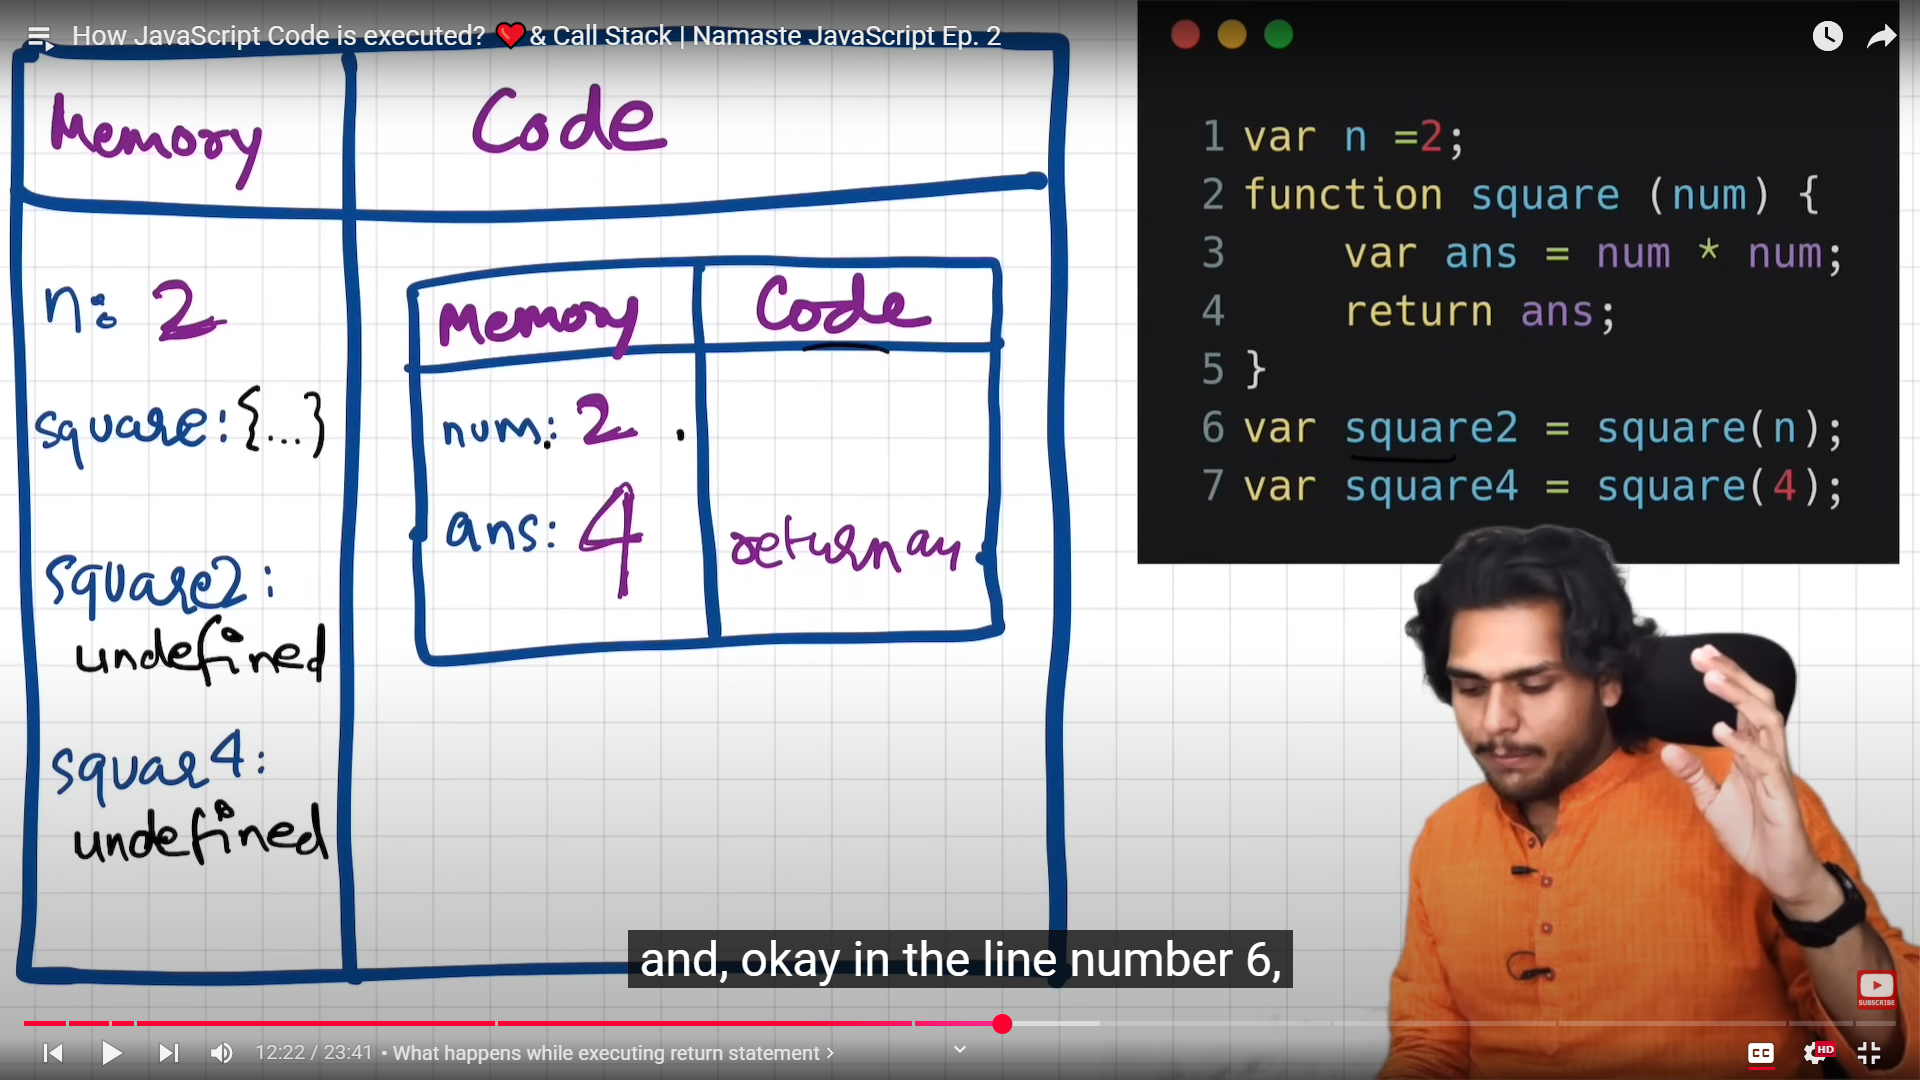 How JavaScript Code is executed? ❤️& Call Stack | Namaste JavaScript Ep. 2
Memory
Code
n: 2
square: {...}
square2:
undefined
squar4:
undefined
Memory
Code
num: 2
ans: 4
return
1 var n =2;
2 function square (num) {
3 var ans = num * num;
4 return ans;
5 }
6 var square2 = square(n);
7 var square4 = square(4);
and, okay in the line number 6,
SUBSCRIBE
12:22 / 23:41 • What happens while executing return statement ›
CC
HD